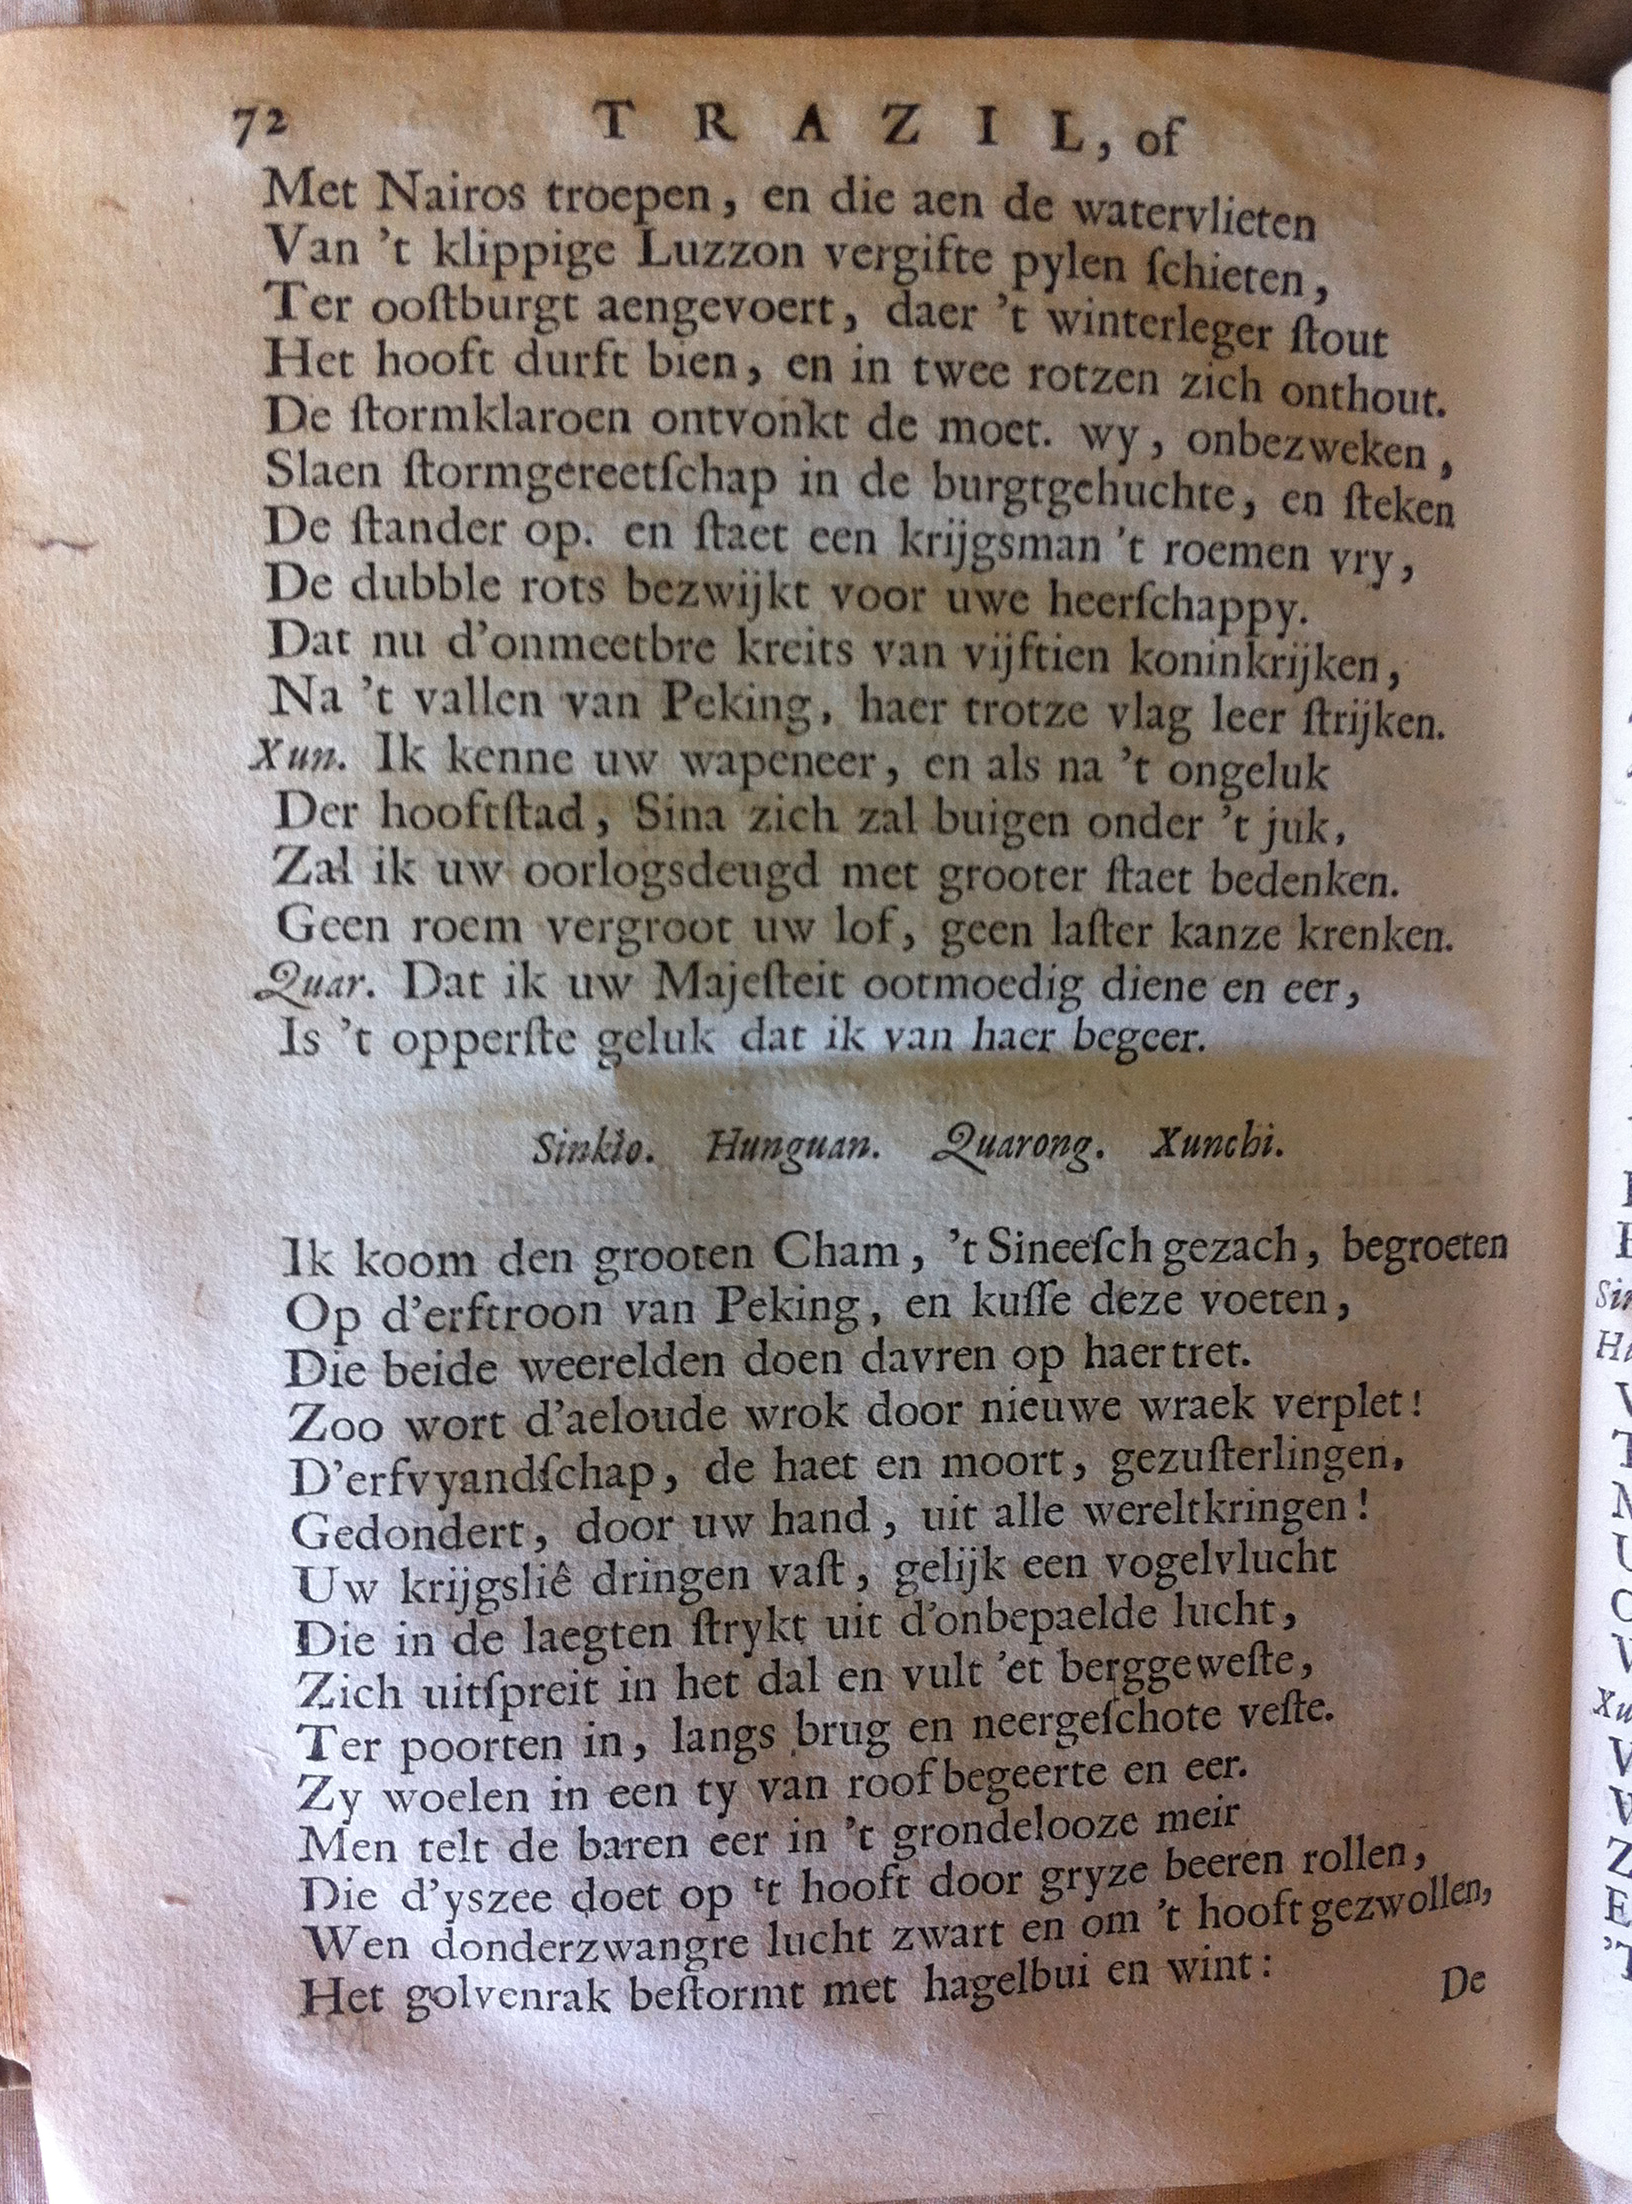 72 TRAZIL, of
Met Nairos troepen, en die aen de watervlieten
Van 't klippige Luzzon vergifte pylen ſchieten,
Ter ooſtburgt aengevoert, daer 't winterleger ſtout
Het hooft durft bien, en in twee rotzen zich onthout.
De ſtormklaroen ontvonkt de moet. wy, onbezweken,
Slaen ſtormgereetſchap in de burgtgehuchte, en ſteken
De ſtander op. en ſtaet een krijgsman 't roemen vry,
De dubble rots bezwijkt voor uwe heerſchappy.
Dat nu d'onmeetbre kreits van vijftien koninkrijken,
Na 't vallen van Peking, haer trotze vlag leer ſtrijken.
Xun. Ik kenne uw wapeneer, en als na 't ongeluk
Der hooftſtad, Sina zich zal buigen onder 't juk,
Zal ik uw oorlogsdeugd met grooter ſtaet bedenken.
Geen roem vergroot uw lof, geen laſter kanze krenken.
Quar. Dat ik uw Majeſteit ootmoedig diene en eer,
Is 't opperſte geluk dat ik van haer begeer.
Sinkio. Hunguan. Quarong. Xunchi.
Ik koom den grooten Cham, 't Sineeſch gezach, begroeten
Op d'erftroon van Peking, en kuſſe deze voeten,
Die beide weerelden doen davren op haer tret.
Zoo wort d'aeloude wrok door nieuwe wraek verplet!
D'erfvyandſchap, de haet en moort, gezuſterlingen,
Gedondert, door uw hand, uit alle wereltkringen!
Uw krijgsliê dringen vaſt, gelijk een vogelvlucht
Die in de laegten ſtrykt uit d'onbepaelde lucht,
Zich uitſpreit in het dal en vult 'et berggeweſte,
Ter poorten in, langs brug en neergeſchote veſte.
Zy woelen in een ty van roofbegeerte en eer.
Men telt de baren eer in 't grondelooze meir
Die d'yszee doet op 't hooft door gryze beeren rollen,
Wen donderzwangre lucht zwart en om 't hooft gezwollen,
Het golvenrak beſtormt met hagelbui en wint:
De